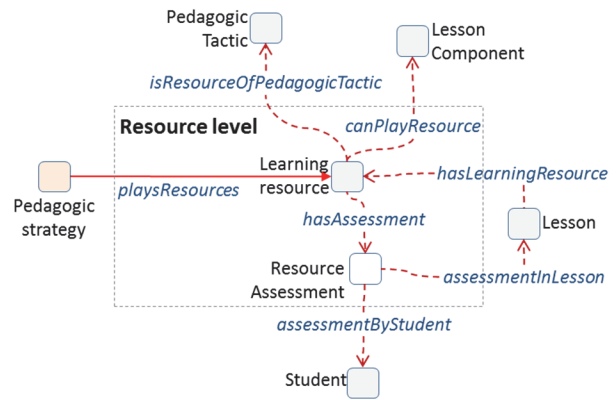 Pedagogic
Tactic
Lesson
Component
isResourceOfPedagogicTactic
Resource level
canPlayResource
Learning
resource
hasLearningResource
playsResources
Pedagogic
strategy
hasAssessment
Lesson
Resource
Assessment
assessmentInLesson
assessmentByStudent
Student